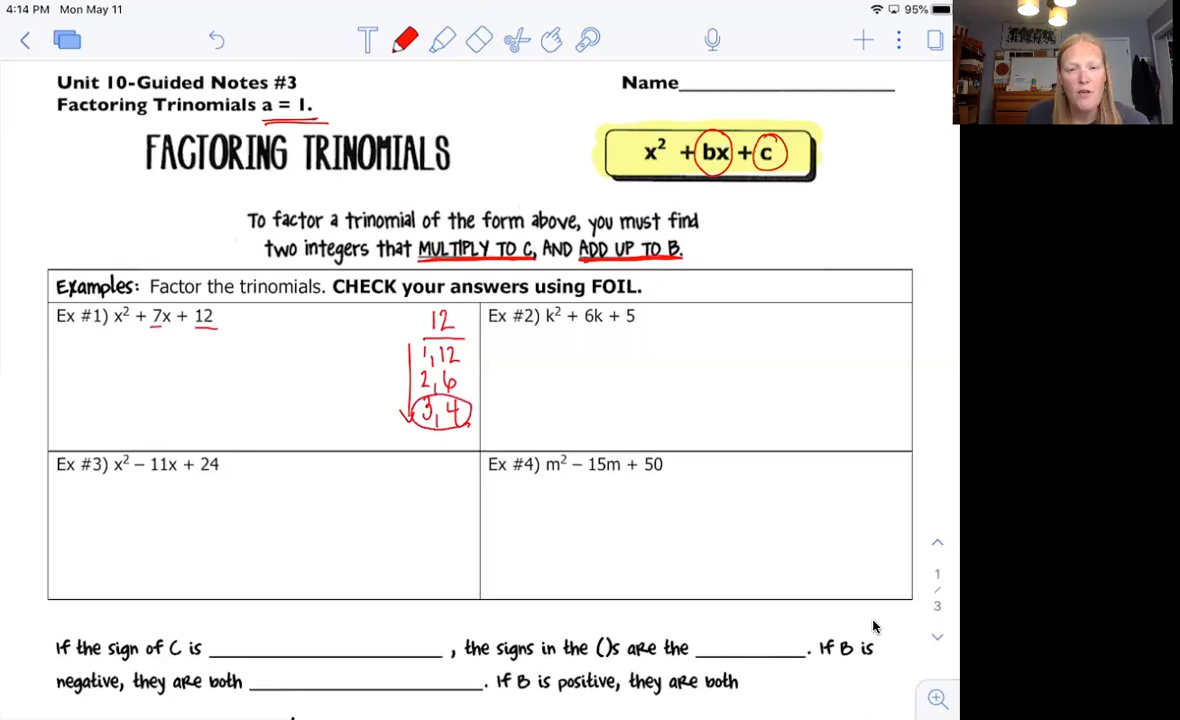 4:14 PM Mon May 11
95%
Unit 10-Guided Notes #3
Name
Factoring Trinomials a = 1.
FACTORING TRINOMIALS
x² + bx + c
To factor a trinomial of the form above, you must find
two integers that MULTIPLY TO C, AND ADD UP TO B.
Examples: Factor the trinomials. CHECK your answers using FOIL.
Ex #1) x² + 7x + 12
12
1, 12
2, 6
3, 4
Ex #2) k² + 6k + 5
Ex #3) x² – 11x + 24
Ex #4) m² – 15m + 50
If the sign of C is ____________________, the signs in the ()s are the __________. If B is
negative, they are both ____________________. If B is positive, they are both
1
/
3